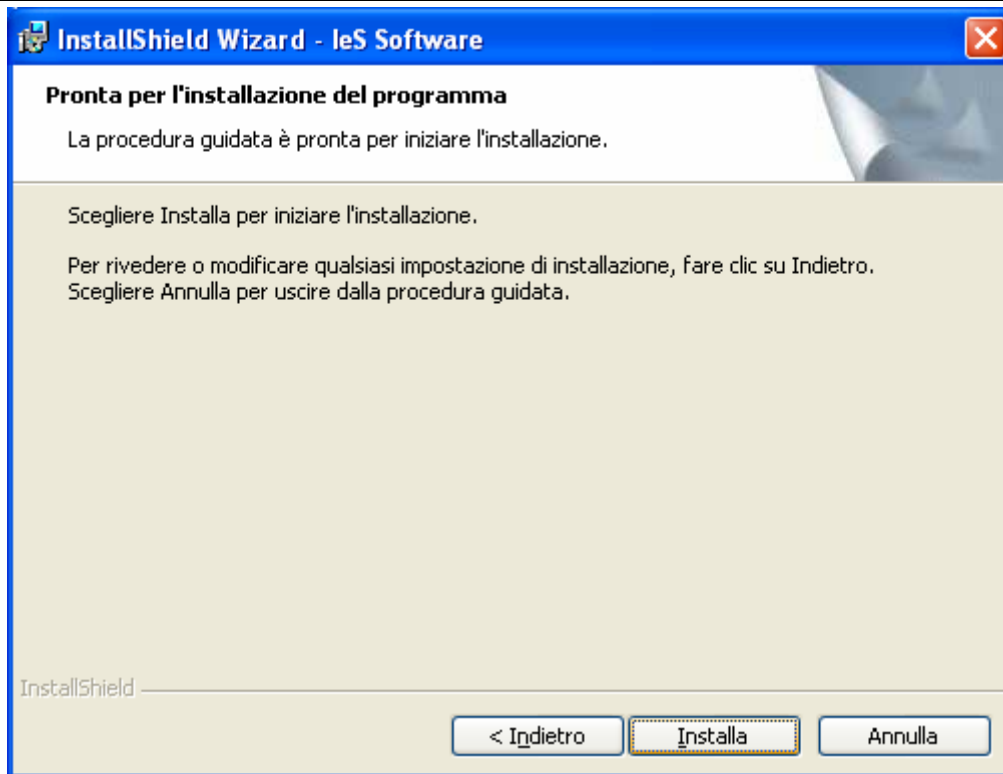 InstallShield Wizard - IeS Software
Pronta per l'installazione del programma
La procedura guidata è pronta per iniziare l'installazione.
Scegliere Installa per iniziare l'installazione.
Per rivedere o modificare qualsiasi impostazione di installazione, fare clic su Indietro.
Scegliere Annulla per uscire dalla procedura guidata.
InstallShield
< Indietro
Installa
Annulla